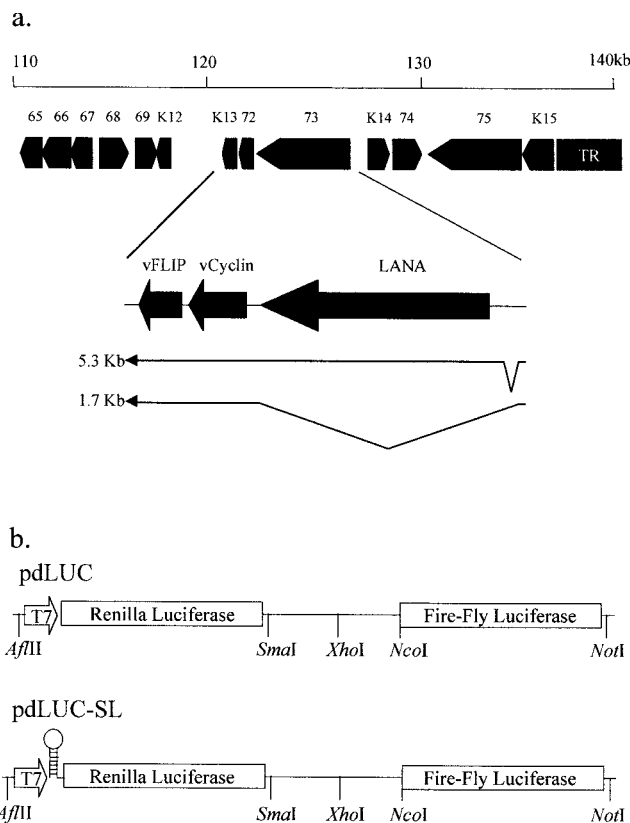 a.
110 120 130 140kb
65 66 67 68 69 K12 K13 72 73 K14 74 75 K15
TR
vFLIP vCyclin LANA
5.3 Kb
1.7 Kb
b.
pdLUC
T7 Renilla Luciferase Fire-Fly Luciferase
AflII SmaI XhoI NcoI NotI
pdLUC-SL
T7 Renilla Luciferase Fire-Fly Luciferase
AflII SmaI XhoI NcoI NotI